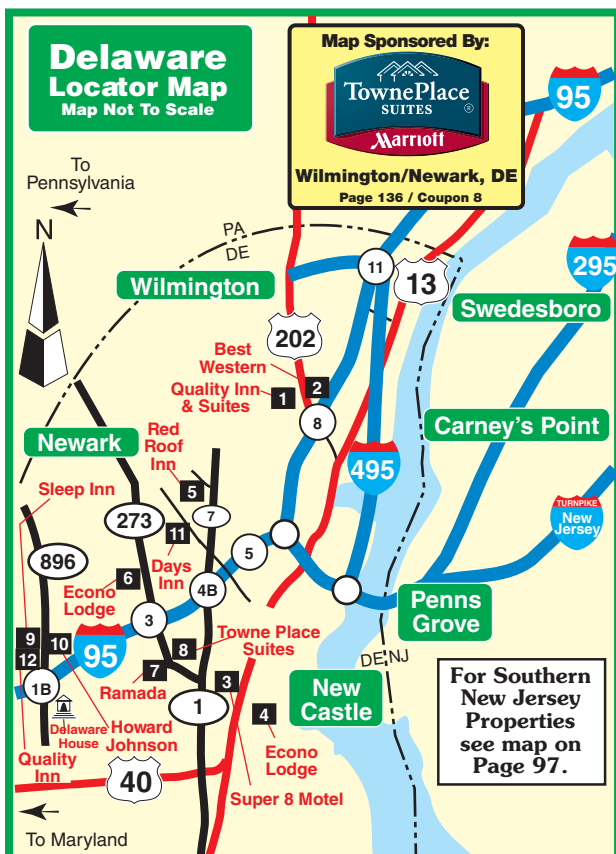 Delaware
Locator Map
Map Not To Scale
Map Sponsored By:
TownePlace
SUITES
®
Marriott
Wilmington/Newark, DE
Page 136 / Coupon 8
95
To
Pennsylvania
N
PA
DE
11
13
295
Wilmington
Swedesboro
202
Best
Western
2
Quality Inn
& Suites
1
8
Carney's Point
Newark
Red
Roof
Inn
495
Sleep Inn
5
7
273
TURNPIKE
New
Jersey
896
11
Days
Inn
5
6
Econo
Lodge
4B
Penns
Grove
3
9
10
12
95
8
Towne Place
Suites
7
Ramada
DE
NJ
3
1B
Delaware
House
Howard
Johnson
1
4
Econo
Lodge
New
Castle
For Southern
New Jersey
Properties
see map on
Page 97.
Quality
Inn
40
Super 8 Motel
To Maryland